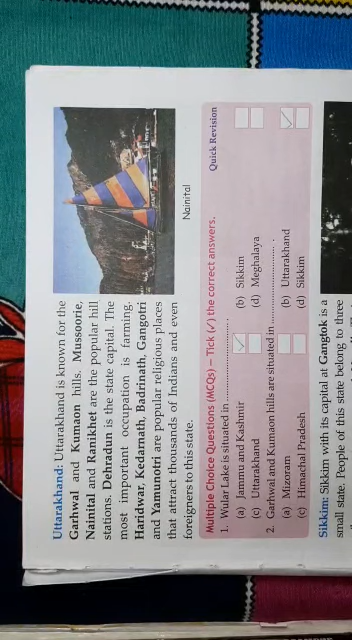 Uttarakhand: Uttarakhand is known for the
Garhwal and Kumaon hills. Mussoorie,
Nainital and Ranikhet are the popular hill
stations. Dehradun is the state capital. The
most important occupation is farming.
Haridwar, Kedarnath, Badrinath, Gangotri
and Yamunotri are popular religious places
that attract thousands of Indians and even
foreigners to this state.
Nainital
Quick Revision
Multiple Choice Questions (MCQs) – Tick (✓) the correct answers.
1. Wular Lake is situated in ..............................
(a) Jammu and Kashmir ✓ (b) Sikkim
(c) Uttarakhand (d) Meghalaya
2. Garhwal and Kumaon hills are situated in .............................. .
(a) Mizoram (b) Uttarakhand ✓
(c) Himachal Pradesh (d) Sikkim
Sikkim: Sikkim with its capital at Gangtok is a
small state. People of this state belong to three